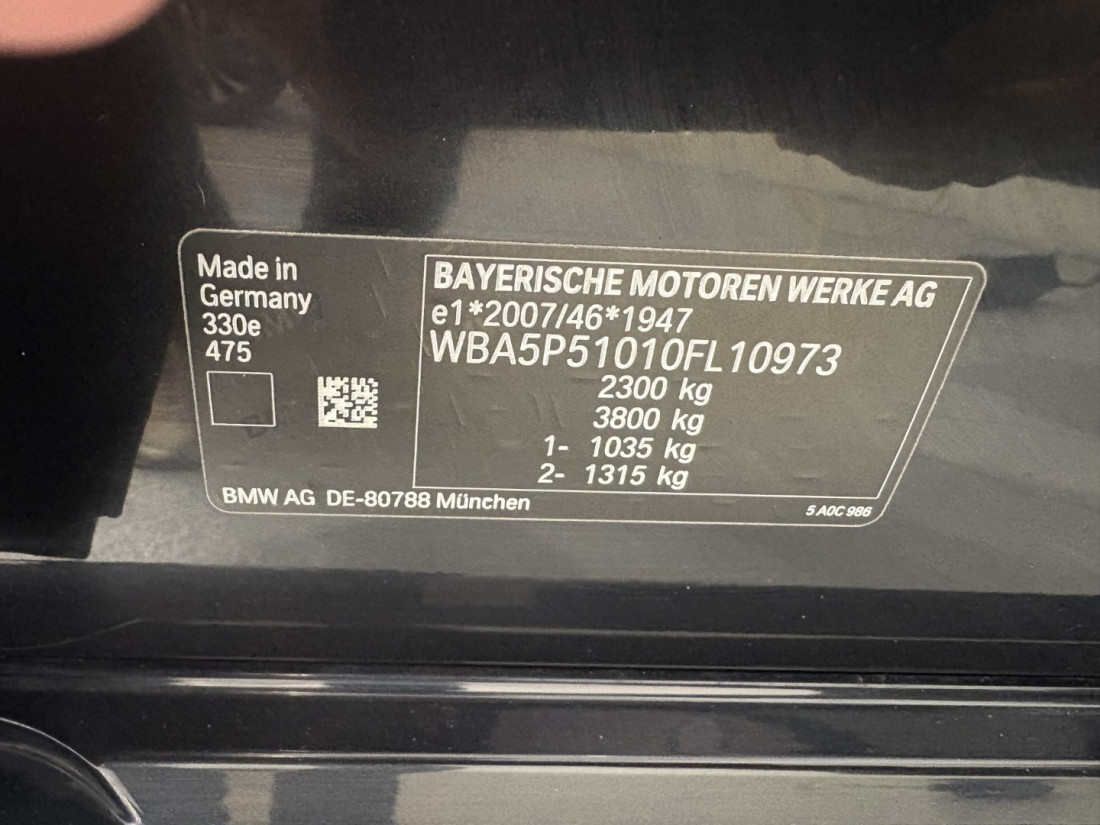 Made in
Germany
330e
475
BAYERISCHE MOTOREN WERKE AG
e1*2007/46*1947
WBA5P51010FL10973
2300 kg
3800 kg
1- 1035 kg
2- 1315 kg
BMW AG DE-80788 München
5 A0C 986